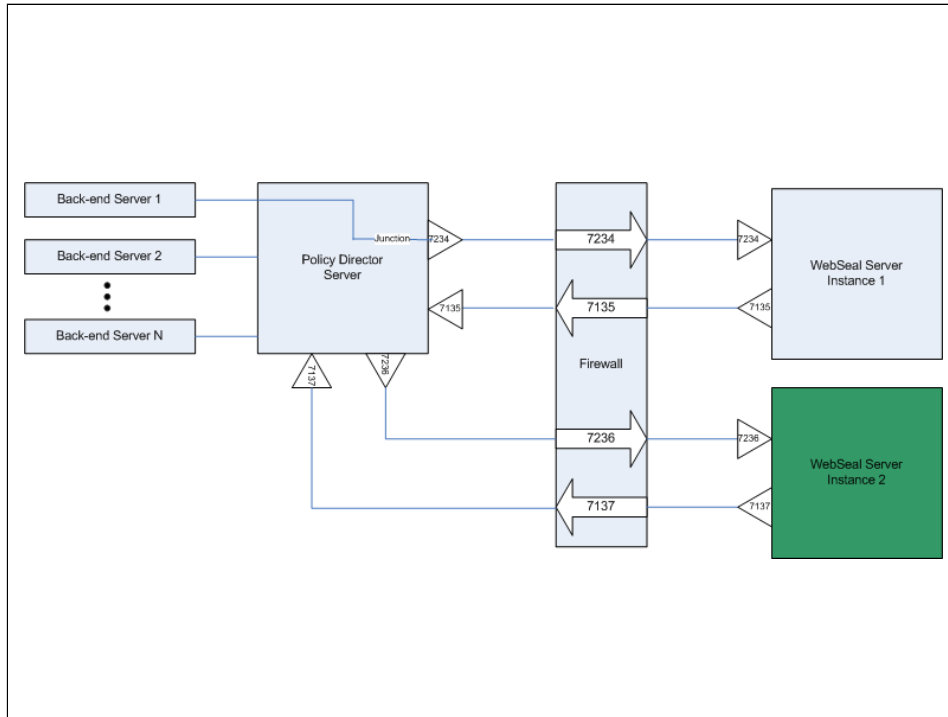 Back-end Server 1
Back-end Server 2
Back-end Server N
Policy Director
Server
Junction
7234
7135
7137
7236
7234
7135
Firewall
7236
7137
7234
7135
7236
7137
WebSeal Server
Instance 1
WebSeal Server
Instance 2